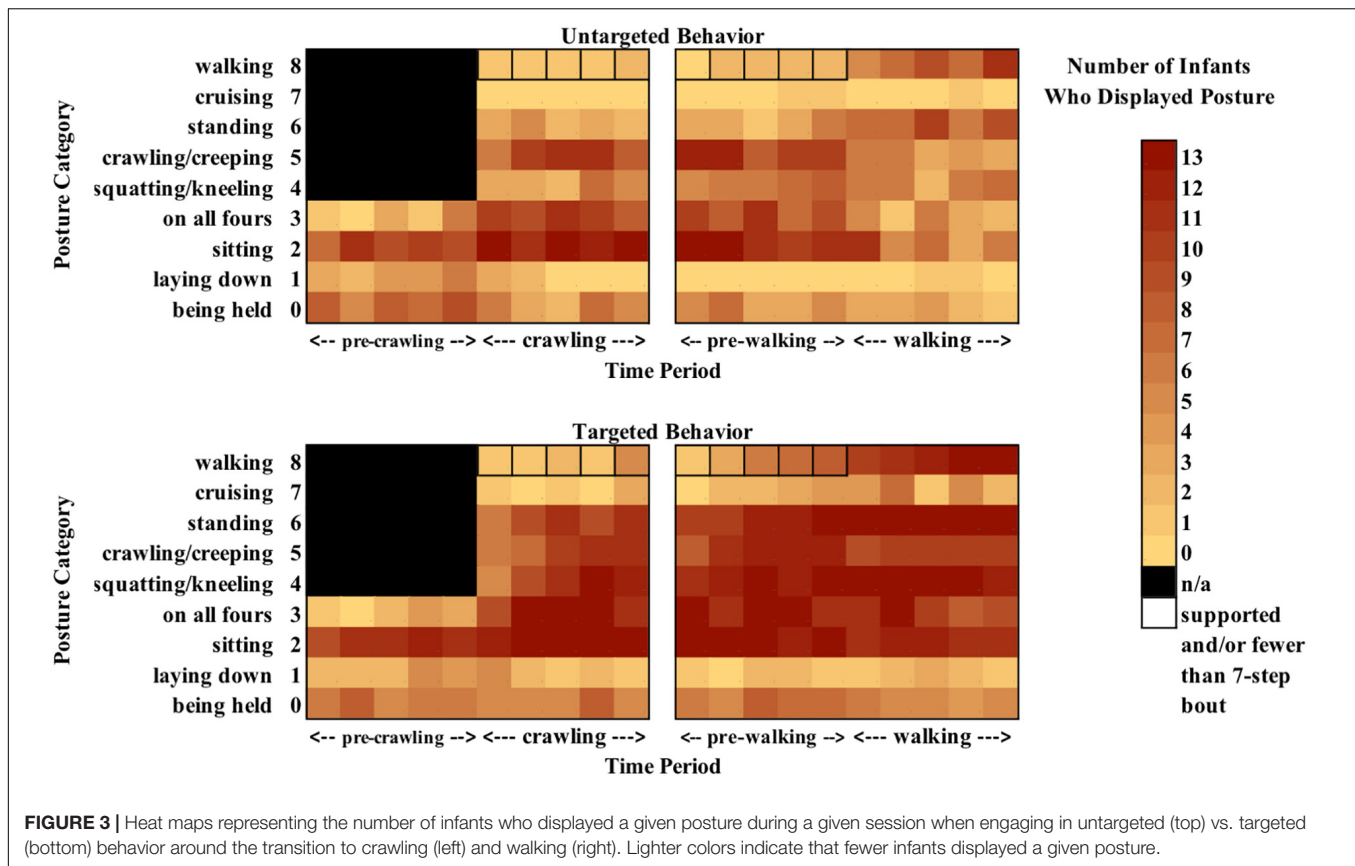 Untargeted Behavior
Posture Category
walking 8
cruising 7
standing 6
crawling/creeping 5
squatting/kneeling 4
on all fours 3
sitting 2
laying down 1
being held 0
<-- pre-crawling --> <--- crawling --->
<-- pre-walking --> <--- walking --->
Time Period
Targeted Behavior
Posture Category
walking 8
cruising 7
standing 6
crawling/creeping 5
squatting/kneeling 4
on all fours 3
sitting 2
laying down 1
being held 0
<-- pre-crawling --> <--- crawling --->
<-- pre-walking --> <--- walking --->
Time Period
Number of Infants
Who Displayed Posture
13
12
11
10
9
8
7
6
5
4
3
2
1
0
n/a
supported
and/or fewer
than 7-step
bout
FIGURE 3 | Heat maps representing the number of infants who displayed a given posture during a given session when engaging in untargeted (top) vs. targeted
(bottom) behavior around the transition to crawling (left) and walking (right). Lighter colors indicate that fewer infants displayed a given posture.